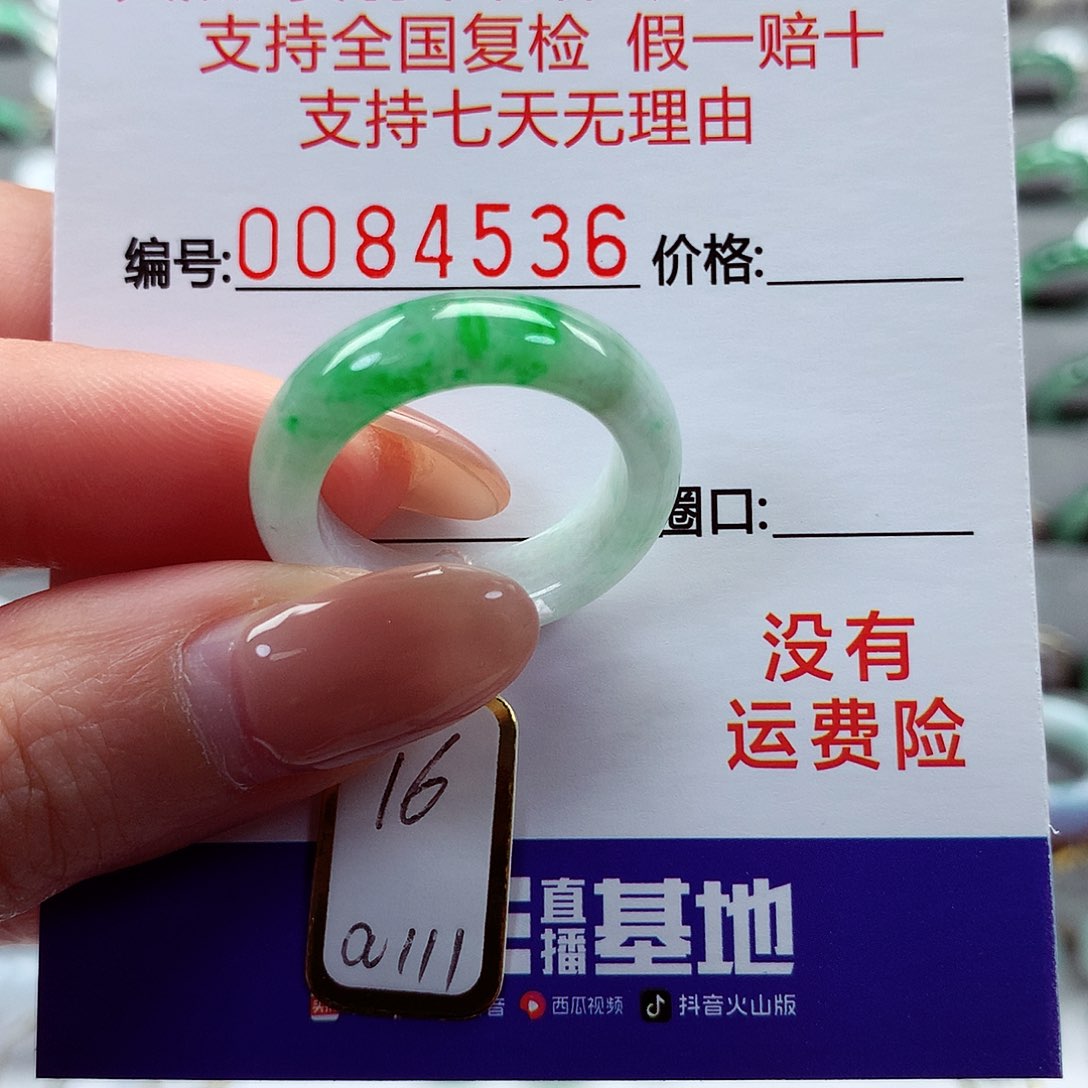 支持全国复检 假一赔十
支持七天无理由
编号:0084536 价格:
圈口:
没有
运费险
16
a111
直播基地
西瓜视频 抖音火山版